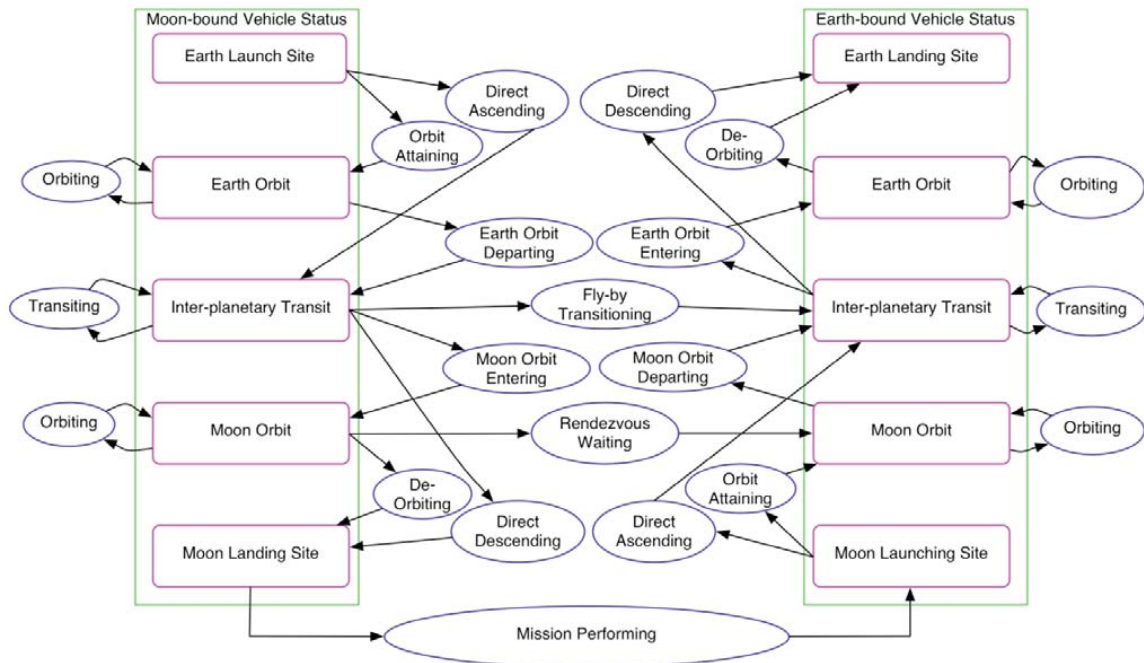 Moon-bound Vehicle Status
Earth-bound Vehicle Status
Earth Launch Site
Earth Landing Site
Direct
Ascending
Direct
Descending
Orbit
Attaining
De-
Orbiting
Orbiting
Earth Orbit
Earth Orbit
Orbiting
Earth Orbit
Departing
Earth Orbit
Entering
Transiting
Inter-planetary Transit
Fly-by
Transitioning
Inter-planetary Transit
Transiting
Moon Orbit
Entering
Moon Orbit
Departing
Orbiting
Moon Orbit
Rendezvous
Waiting
Moon Orbit
Orbiting
De-
Orbiting
Orbit
Attaining
Moon Landing Site
Direct
Descending
Direct
Ascending
Moon Launching Site
Mission Performing